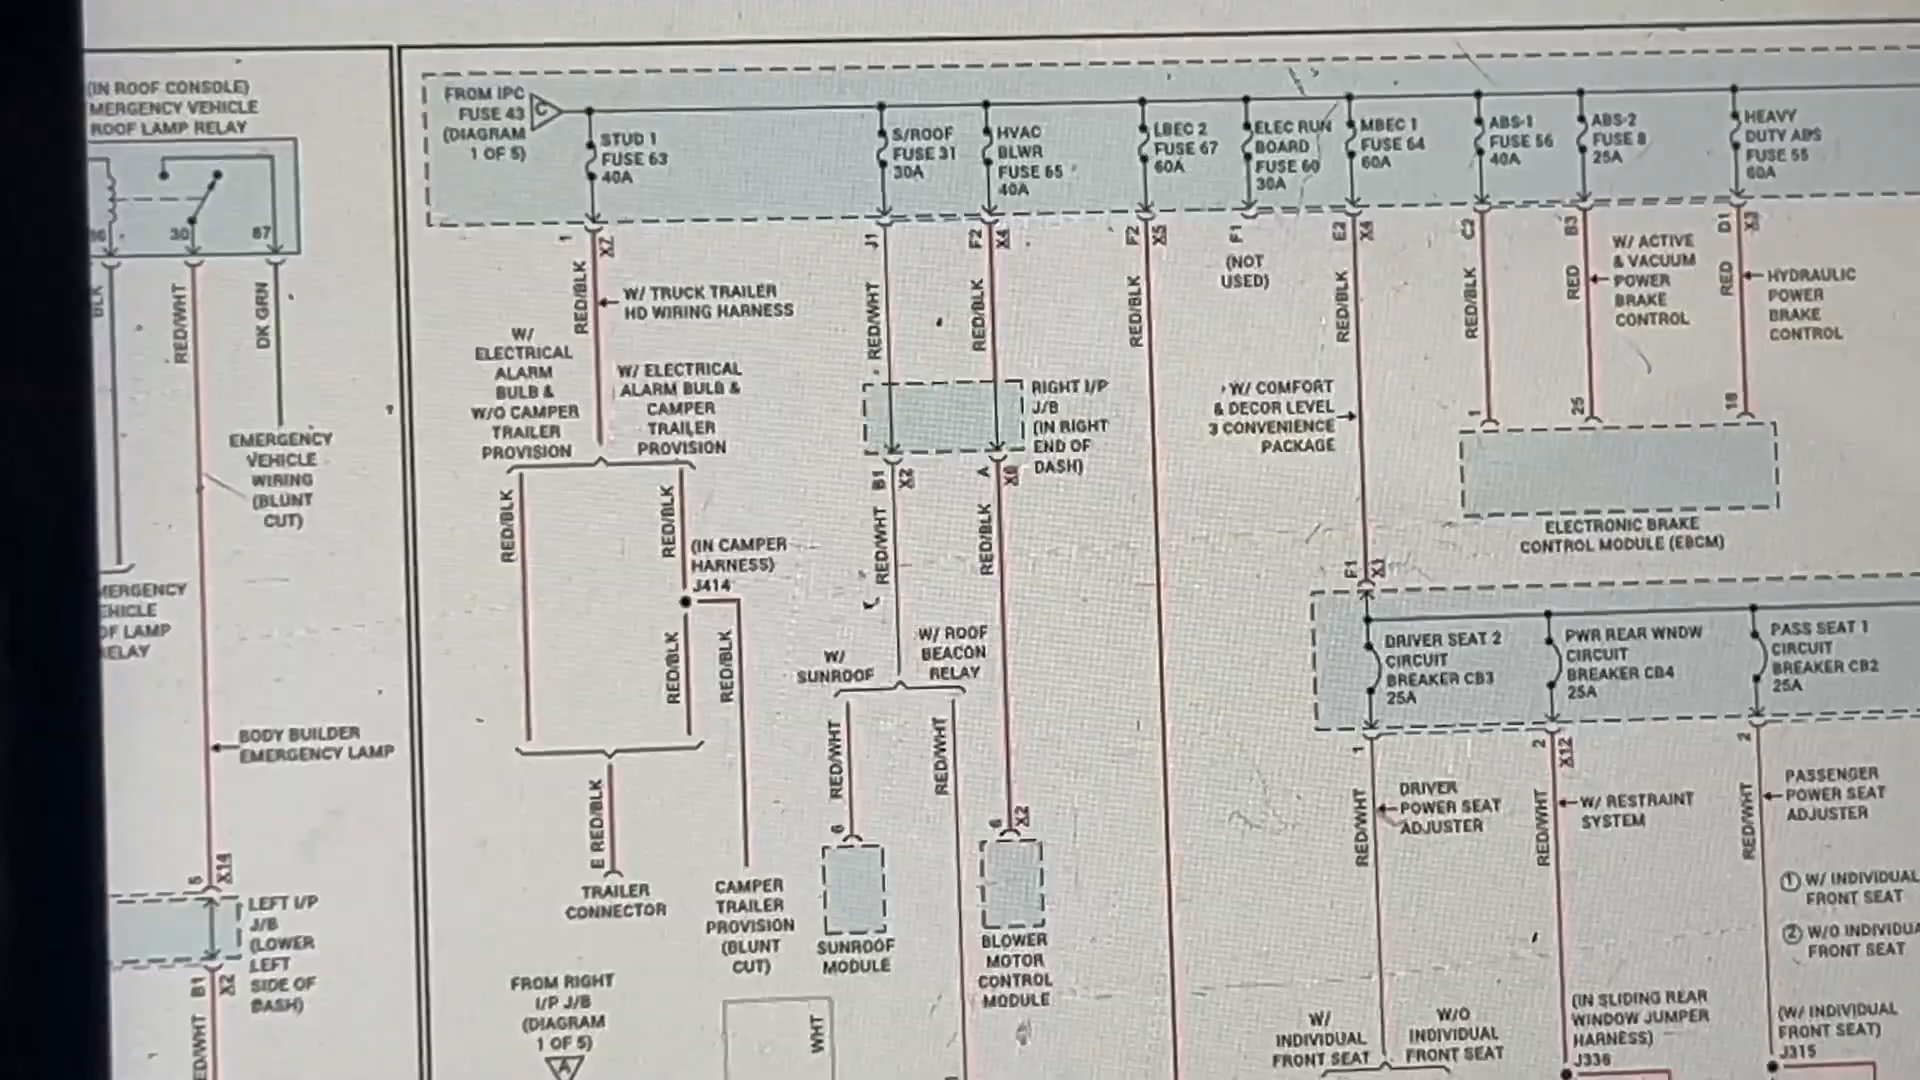 (IN ROOF CONSOLE)
MERGENCY VEHICLE
ROOF LAMP RELAY
30
87
BLK
RED/WHT
DK GRN
EMERGENCY
VEHICLE
WIRING
(BLUNT
CUT)
MERGENCY
EHICLE
OF LAMP
ELAY
BODY BUILDER
EMERGENCY LAMP
5
X14
LEFT I/P
J/B
(LOWER
LEFT
SIDE OF
DASH)
B1
X2
ED/WHT
FROM IPC
FUSE 43
(DIAGRAM
1 OF 5)
C
STUD 1
FUSE 63
40A
S/ROOF
FUSE 31
30A
HVAC
BLWR
FUSE 65
40A
LBEC 2
FUSE 67
60A
ELEC RUN
BOARD
FUSE 60
30A
MBEC 1
FUSE 64
60A
ABS-1
FUSE 56
40A
ABS-2
FUSE 8
25A
HEAVY
DUTY ABS
FUSE 55
60A
1
X7
J1
F2
X4
F2
X5
F1
(NOT
USED)
E2
X4
C2
B3
D1
X3
RED/BLK
W/ TRUCK TRAILER
HD WIRING HARNESS
RED/WHT
RED/BLK
RED/BLK
RED/BLK
RED/BLK
RED
W/ ACTIVE
& VACUUM
POWER
BRAKE
CONTROL
RED
HYDRAULIC
POWER
BRAKE
CONTROL
W/
ELECTRICAL
ALARM
BULB &
W/O CAMPER
TRAILER
PROVISION
W/ ELECTRICAL
ALARM BULB &
CAMPER
TRAILER
PROVISION
RIGHT I/P
J/B
(IN RIGHT
END OF
DASH)
W/ COMFORT
& DECOR LEVEL
3 CONVENIENCE
PACKAGE
1
25
18
ELECTRONIC BRAKE
CONTROL MODULE (EBCM)
B1
X2
A
X6
RED/BLK
RED/BLK
(IN CAMPER
HARNESS)
J414
RED/WHT
RED/BLK
F1
X1
RED/BLK
RED/BLK
W/
SUNROOF
W/ ROOF
BEACON
RELAY
DRIVER SEAT 2
CIRCUIT
BREAKER CB3
25A
PWR REAR WNDW
CIRCUIT
BREAKER CB4
25A
PASS SEAT 1
CIRCUIT
BREAKER CB2
25A
RED/WHT
RED/WHT
1
2
X12
2
E RED/BLK
6
6
X2
RED/WHT
DRIVER
POWER SEAT
ADJUSTER
RED/WHT
W/ RESTRAINT
SYSTEM
RED/WHT
PASSENGER
POWER SEAT
ADJUSTER
TRAILER
CONNECTOR
CAMPER
TRAILER
PROVISION
(BLUNT
CUT)
SUNROOF
MODULE
BLOWER
MOTOR
CONTROL
MODULE
① W/ INDIVIDUAL
FRONT SEAT
② W/O INDIVIDUA
FRONT SEAT
FROM RIGHT
I/P J/B
(DIAGRAM
1 OF 5)
A
WHT
W/
INDIVIDUAL
FRONT SEAT
W/O
INDIVIDUAL
FRONT SEAT
(IN SLIDING REAR
WINDOW JUMPER
HARNESS)
J336
(W/ INDIVIDUAL
FRONT SEAT)
J315